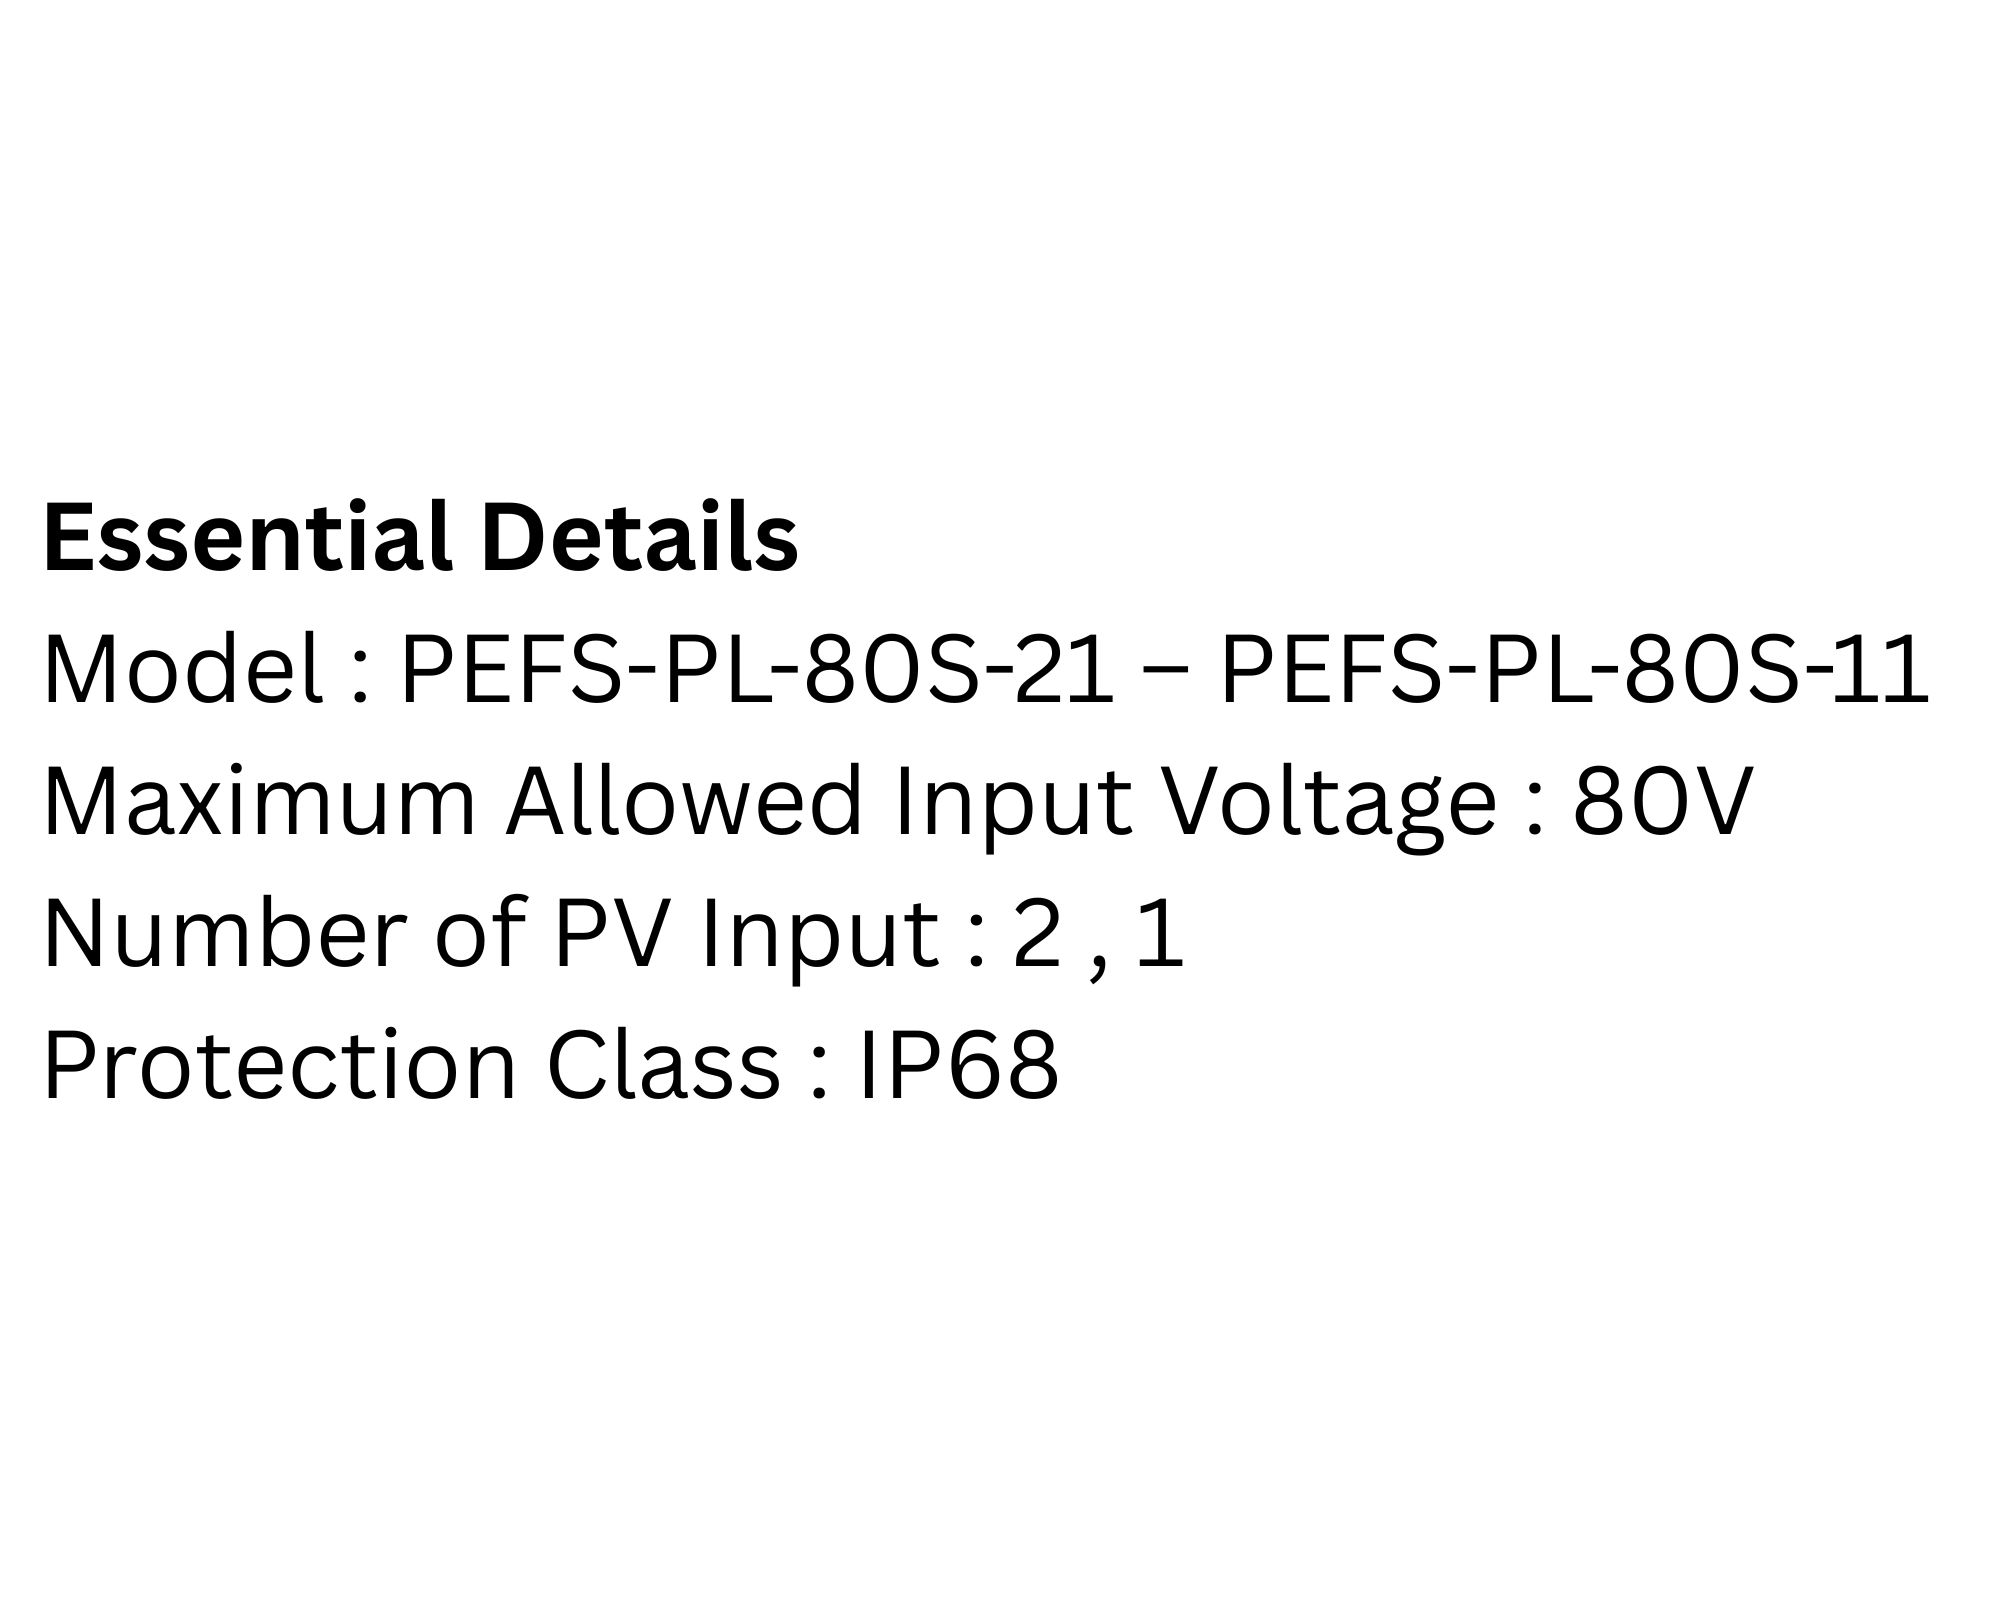 Essential Details
Model : PEFS-PL-80S-21 – PEFS-PL-80S-11
Maximum Allowed Input Voltage : 80V
Number of PV Input : 2 , 1
Protection Class : IP68